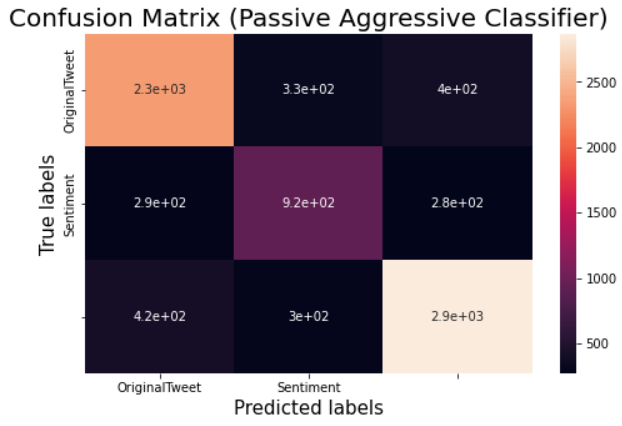 Confusion Matrix (Passive Aggressive Classifier)
True labels
OriginalTweet
Sentiment
2.3e+03 3.3e+02 4e+02
2.9e+02 9.2e+02 2.8e+02
4.2e+02 3e+02 2.9e+03
OriginalTweet Sentiment
Predicted labels
2500
2000
1500
1000
500